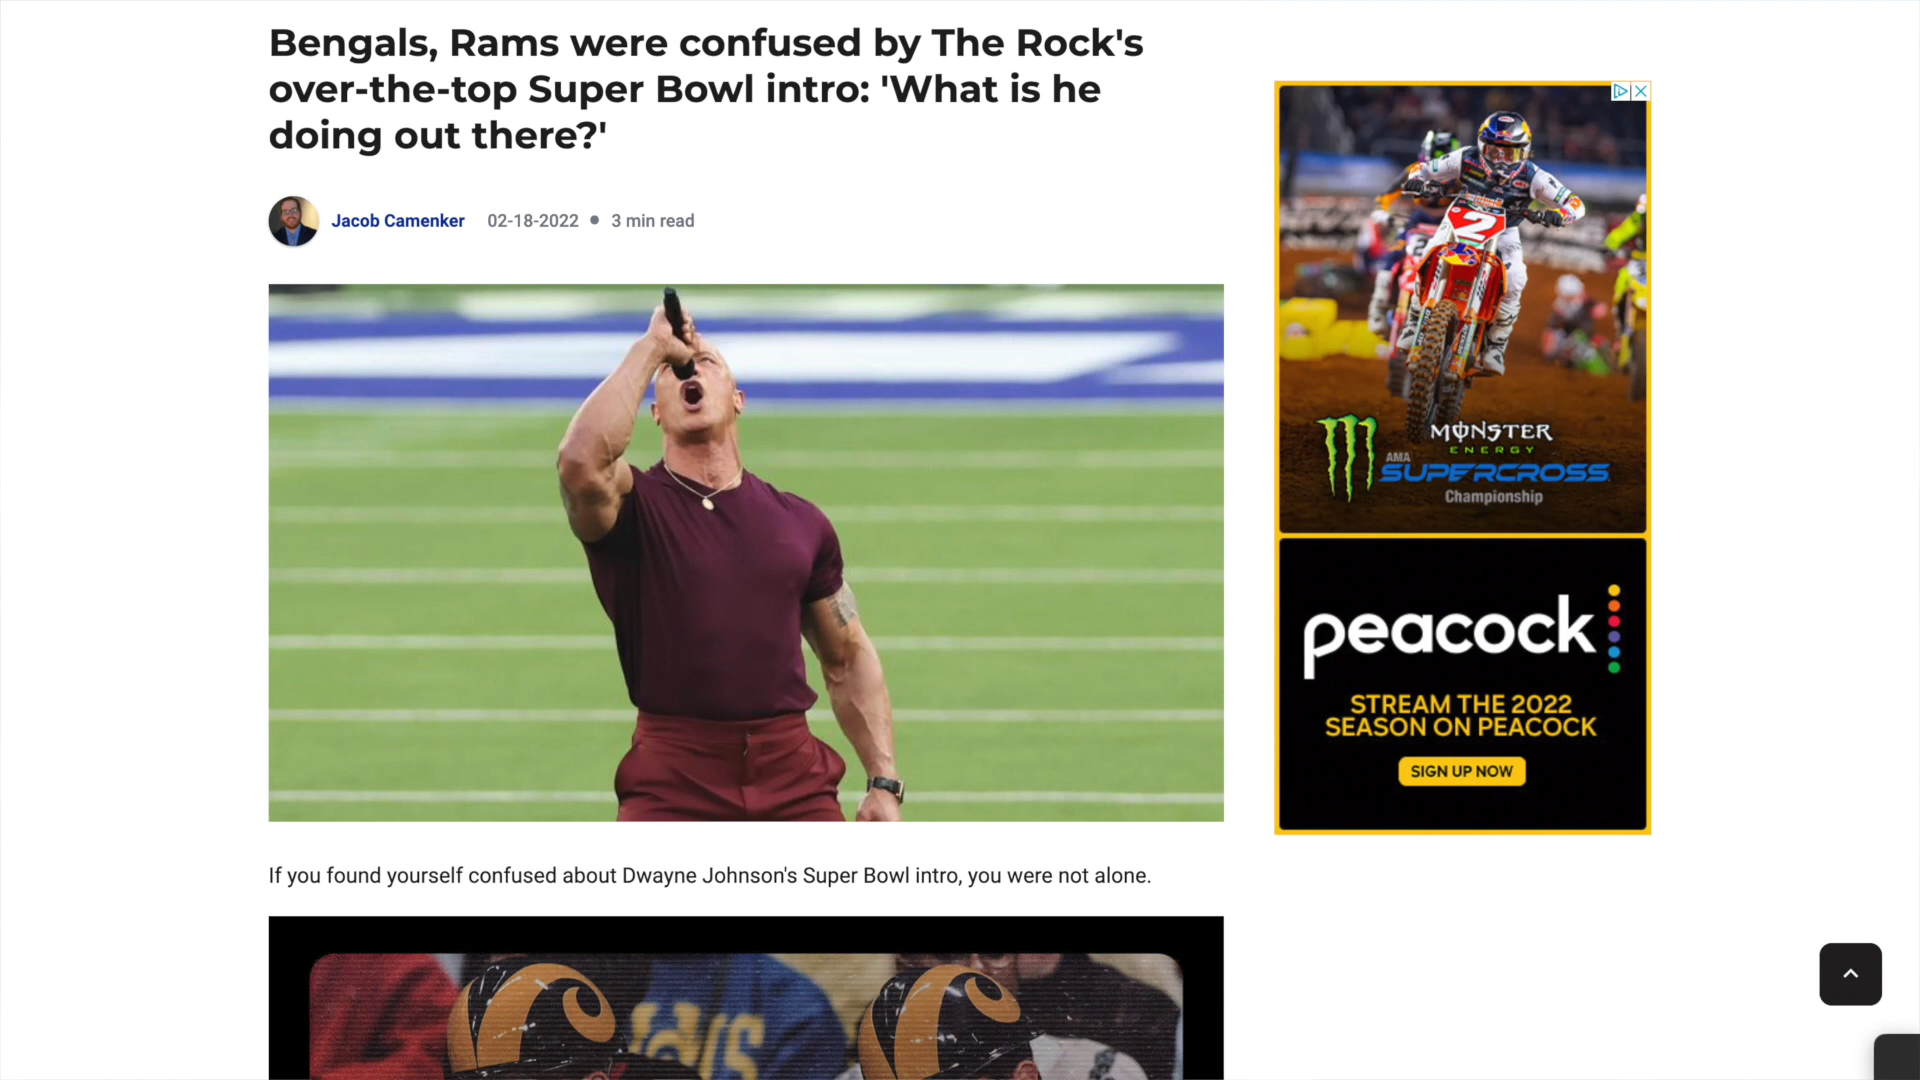 Bengals, Rams were confused by The Rock's
over-the-top Super Bowl intro: 'What is he
doing out there?'
Jacob Camenker 02-18-2022 • 3 min read
2
MONSTER
ENERGY
AMA
SUPERCROSS
Championship
peacock
STREAM THE 2022
SEASON ON PEACOCK
SIGN UP NOW
If you found yourself confused about Dwayne Johnson's Super Bowl intro, you were not alone.